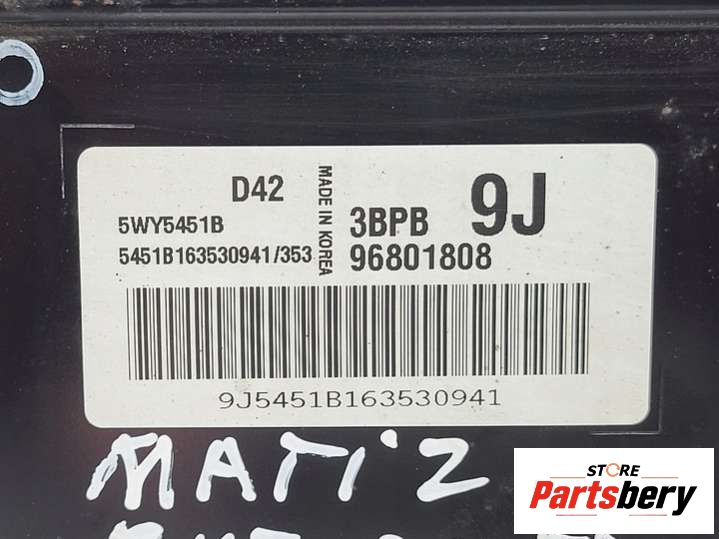 D42
5WY5451B
5451B163530941/353
MADE IN KOREA
3BPB
9J
96801808
9J5451B163530941
MATIZ
STORE
Partsbery